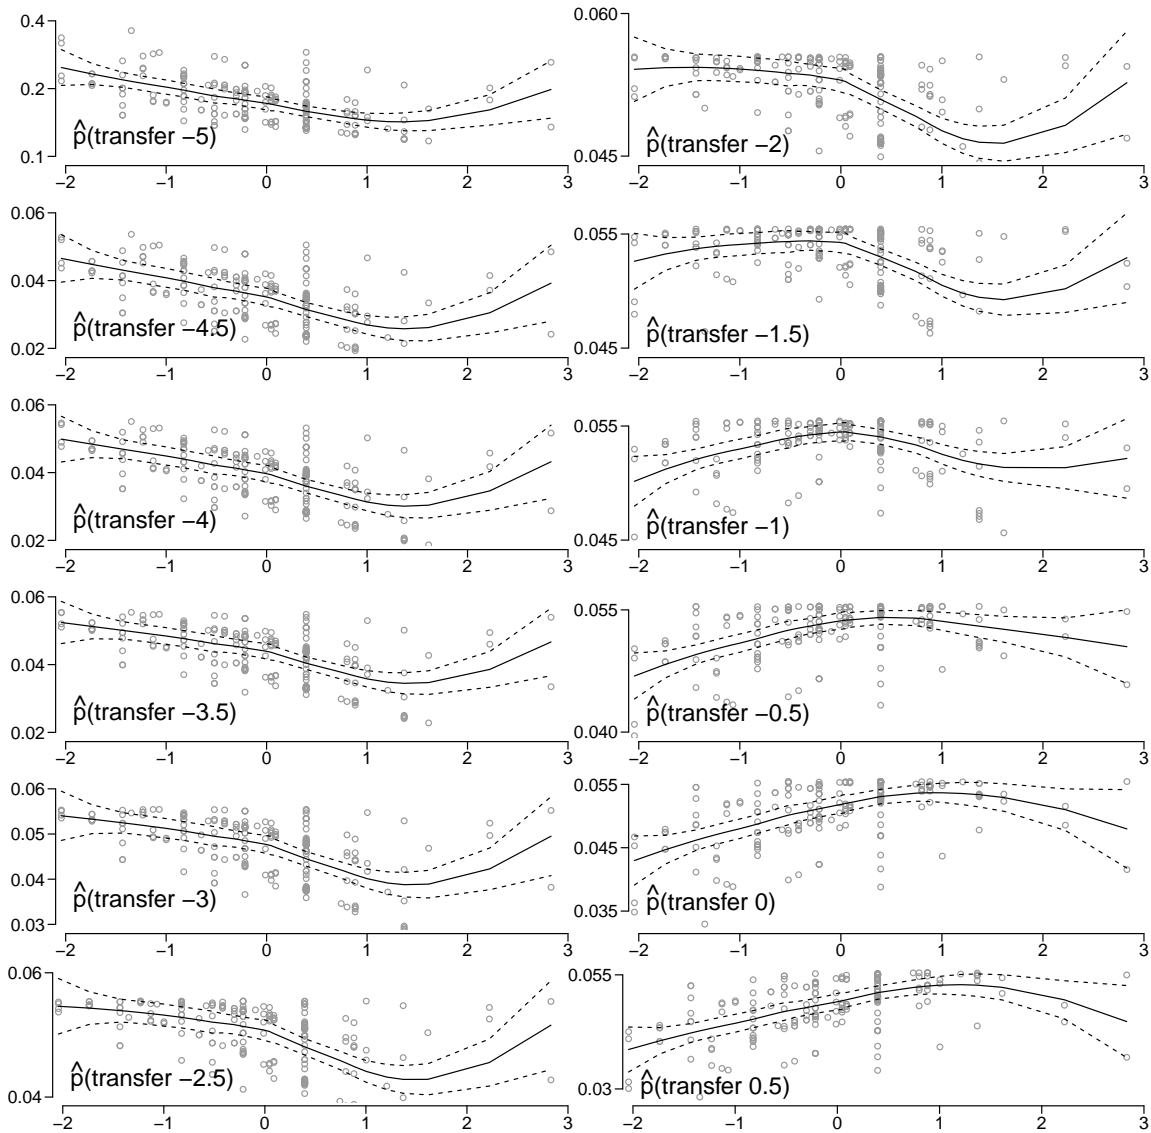 0.4
0.2
0.1
p̂(transfer −5)
−2 −1 0 1 2 3
0.060
0.045
p̂(transfer −2)
−2 −1 0 1 2 3
0.06
0.04
0.02
p̂(transfer −4.5)
−2 −1 0 1 2 3
0.055
0.045
p̂(transfer −1.5)
−2 −1 0 1 2 3
0.06
0.04
0.02
p̂(transfer −4)
−2 −1 0 1 2 3
0.055
0.045
p̂(transfer −1)
−2 −1 0 1 2 3
0.06
0.04
0.02
p̂(transfer −3.5)
−2 −1 0 1 2 3
0.055
0.040
p̂(transfer −0.5)
−2 −1 0 1 2 3
0.06
0.05
0.04
0.03
p̂(transfer −3)
−2 −1 0 1 2 3
0.055
0.045
0.035
p̂(transfer 0)
−2 −1 0 1 2 3
0.06
0.04
p̂(transfer −2.5)
−2 −1 0 1 2 3
0.055
0.03
p̂(transfer 0.5)
−2 −1 0 1 2 3